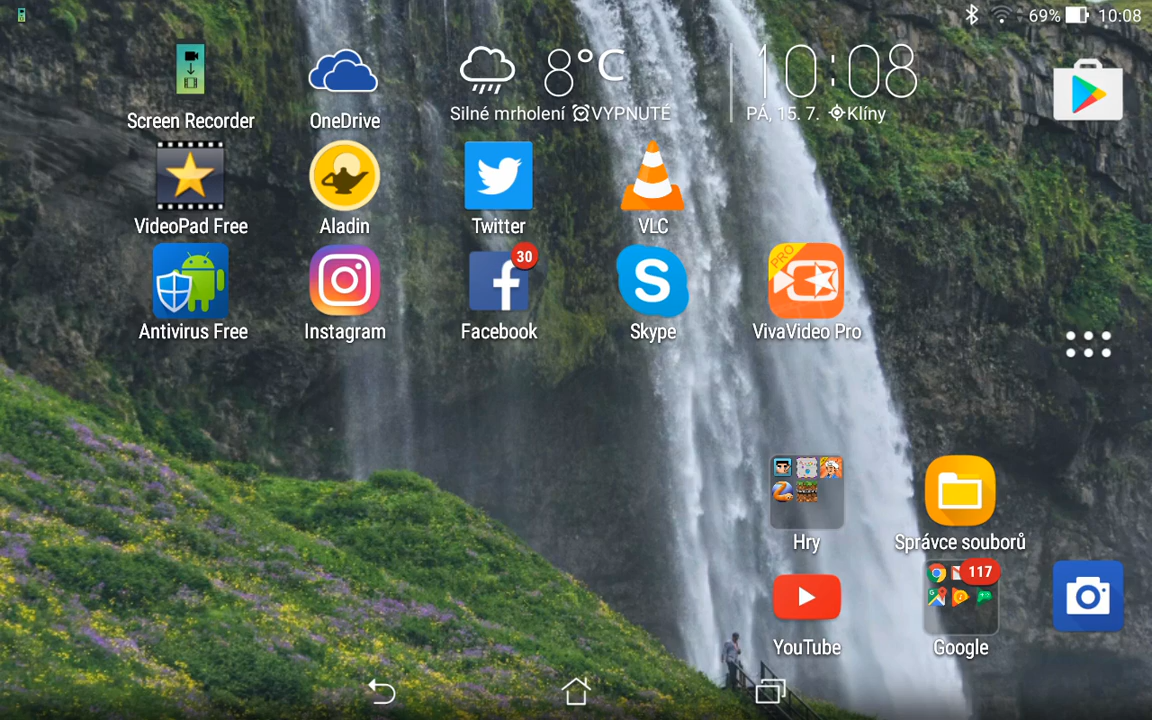 69% 10:08
8°C
10:08
Silné mrholení VYPNUTÉ
PÁ, 15. 7. Klíny
Screen Recorder
OneDrive
VideoPad Free
Aladin
Twitter
VLC
30
PRO
Antivirus Free
Instagram
Facebook
Skype
VivaVideo Pro
Hry
Správce souborů
117
YouTube
Google